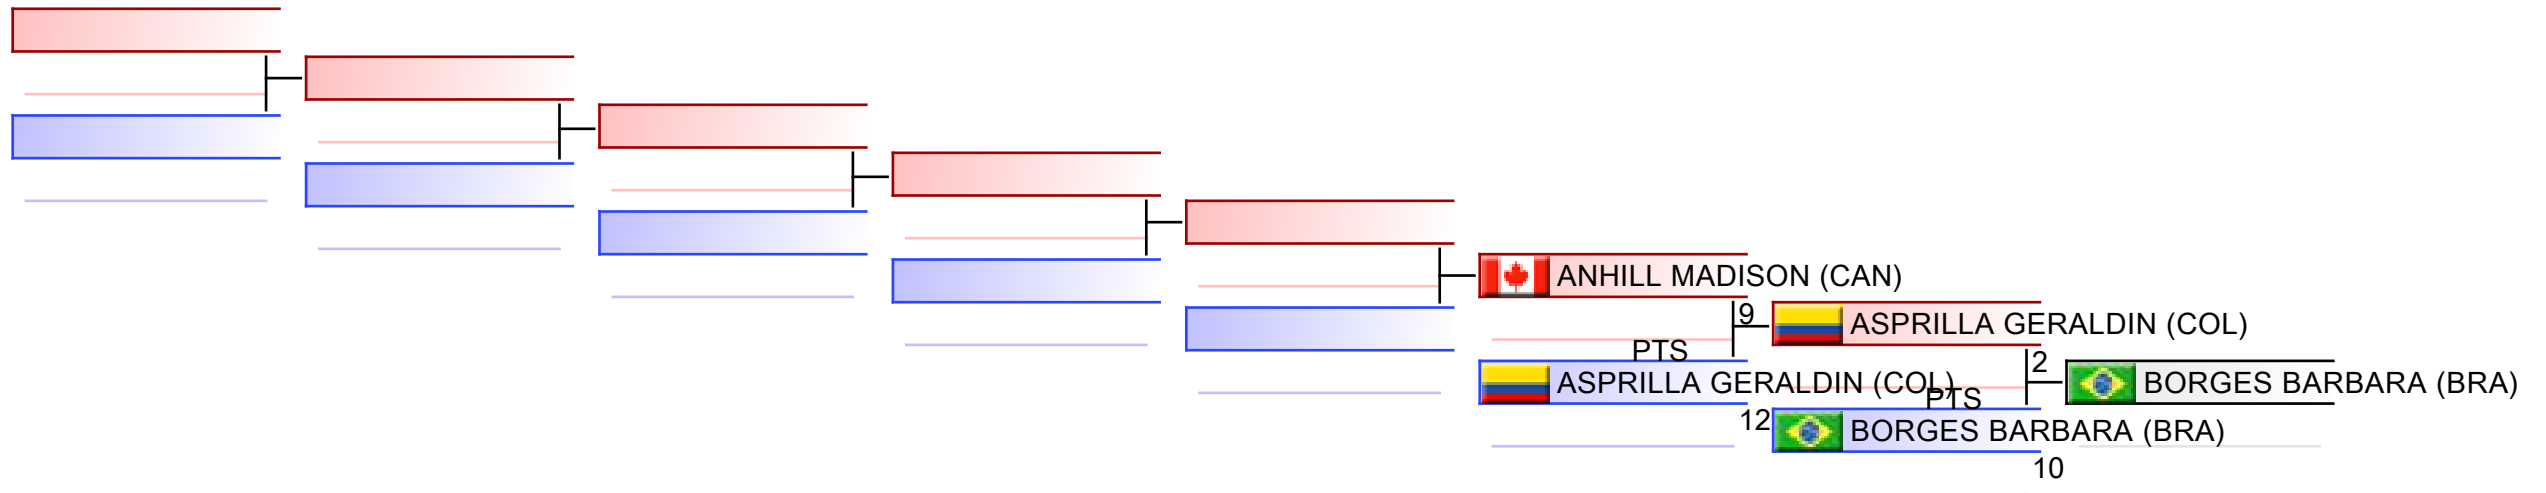 ANHILL MADISON (CAN)
9
PTS
ASPRILLA GERALDIN (COL)
12
ASPRILLA GERALDIN (COL)
2
PTS
BORGES BARBARA (BRA)
10
BORGES BARBARA (BRA)